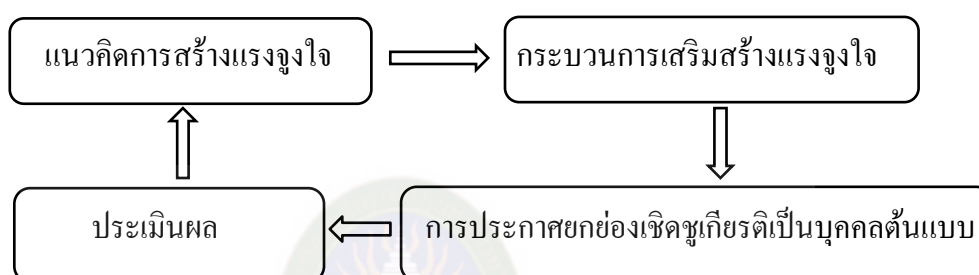 แนวคิดการสร้างแรงจูงใจ
กระบวนการเสริมสร้างแรงจูงใจ
การประกาศยกย่องเชิดชูเกียรติเป็นบุคคลต้นแบบ
ประเมินผล